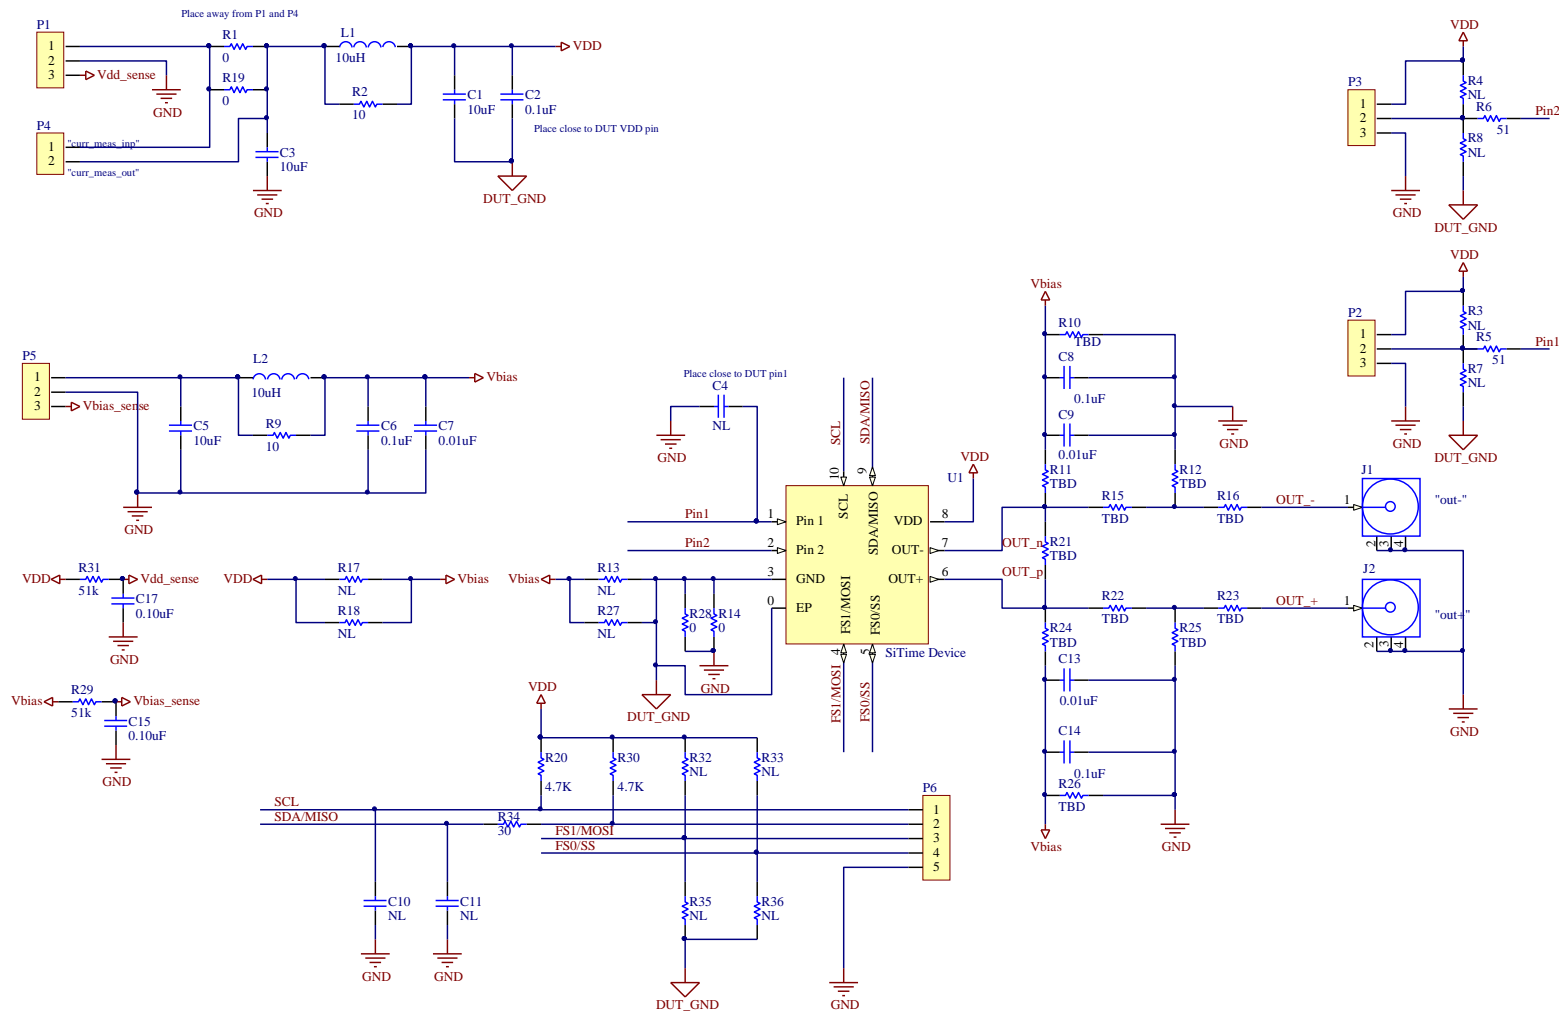 Place away from P1 and P4
P1
1
2
3
Vdd_sense
GND
R1
0
R19
0
L1
10uH
R2
10
C1
10uF
C2
0.1uF
VDD
Place close to DUT VDD pin
DUT_GND
P4
1
2
"curr_meas_inp"
"curr_meas_out"
C3
10uF
GND
VDD
P3
1
2
3
R4
NL
R6
51
Pin2
R8
NL
GND
DUT_GND
VDD
P2
1
2
3
R3
NL
R5
51
Pin1
R7
NL
GND
DUT_GND
P5
1
2
3
Vbias_sense
L2
10uH
R9
10
C5
10uF
C6
0.1uF
C7
0.01uF
Vbias
GND
Place close to DUT pin1
C4
NL
GND
SCL
SDA/MISO
10
9
VDD
U1
Pin1
1
Pin 1
Pin2
2
Pin 2
3
GND
0
EP
SCL
SDA/MISO
VDD
8
OUT-
7
OUT+
6
FS1/MOSI
FS0/SS
4
5
SiTime Device
FS1/MOSI
FS0/SS
Vbias
R13
NL
R27
NL
R28
0
R14
0
GND
DUT_GND
Vbias
R10
TBD
C8
0.1uF
C9
0.01uF
GND
R11
TBD
R12
TBD
R15
TBD
R16
TBD
OUT_-
OUT_n
R21
TBD
OUT_p
R22
TBD
R23
TBD
OUT_+
R24
TBD
R25
TBD
C13
0.01uF
C14
0.1uF
R26
TBD
Vbias
GND
J1
1
"out-"
2
3
4
J2
1
"out+"
2
3
4
GND
VDD
R31
51k
Vdd_sense
C17
0.10uF
GND
VDD
R17
NL
R18
NL
Vbias
Vbias
R29
51k
Vbias_sense
C15
0.10uF
GND
VDD
R20
4.7K
R30
4.7K
R32
NL
R33
NL
SCL
SDA/MISO
R34
30
FS1/MOSI
FS0/SS
P6
1
2
3
4
5
C10
NL
C11
NL
R35
NL
R36
NL
GND
GND
DUT_GND
GND